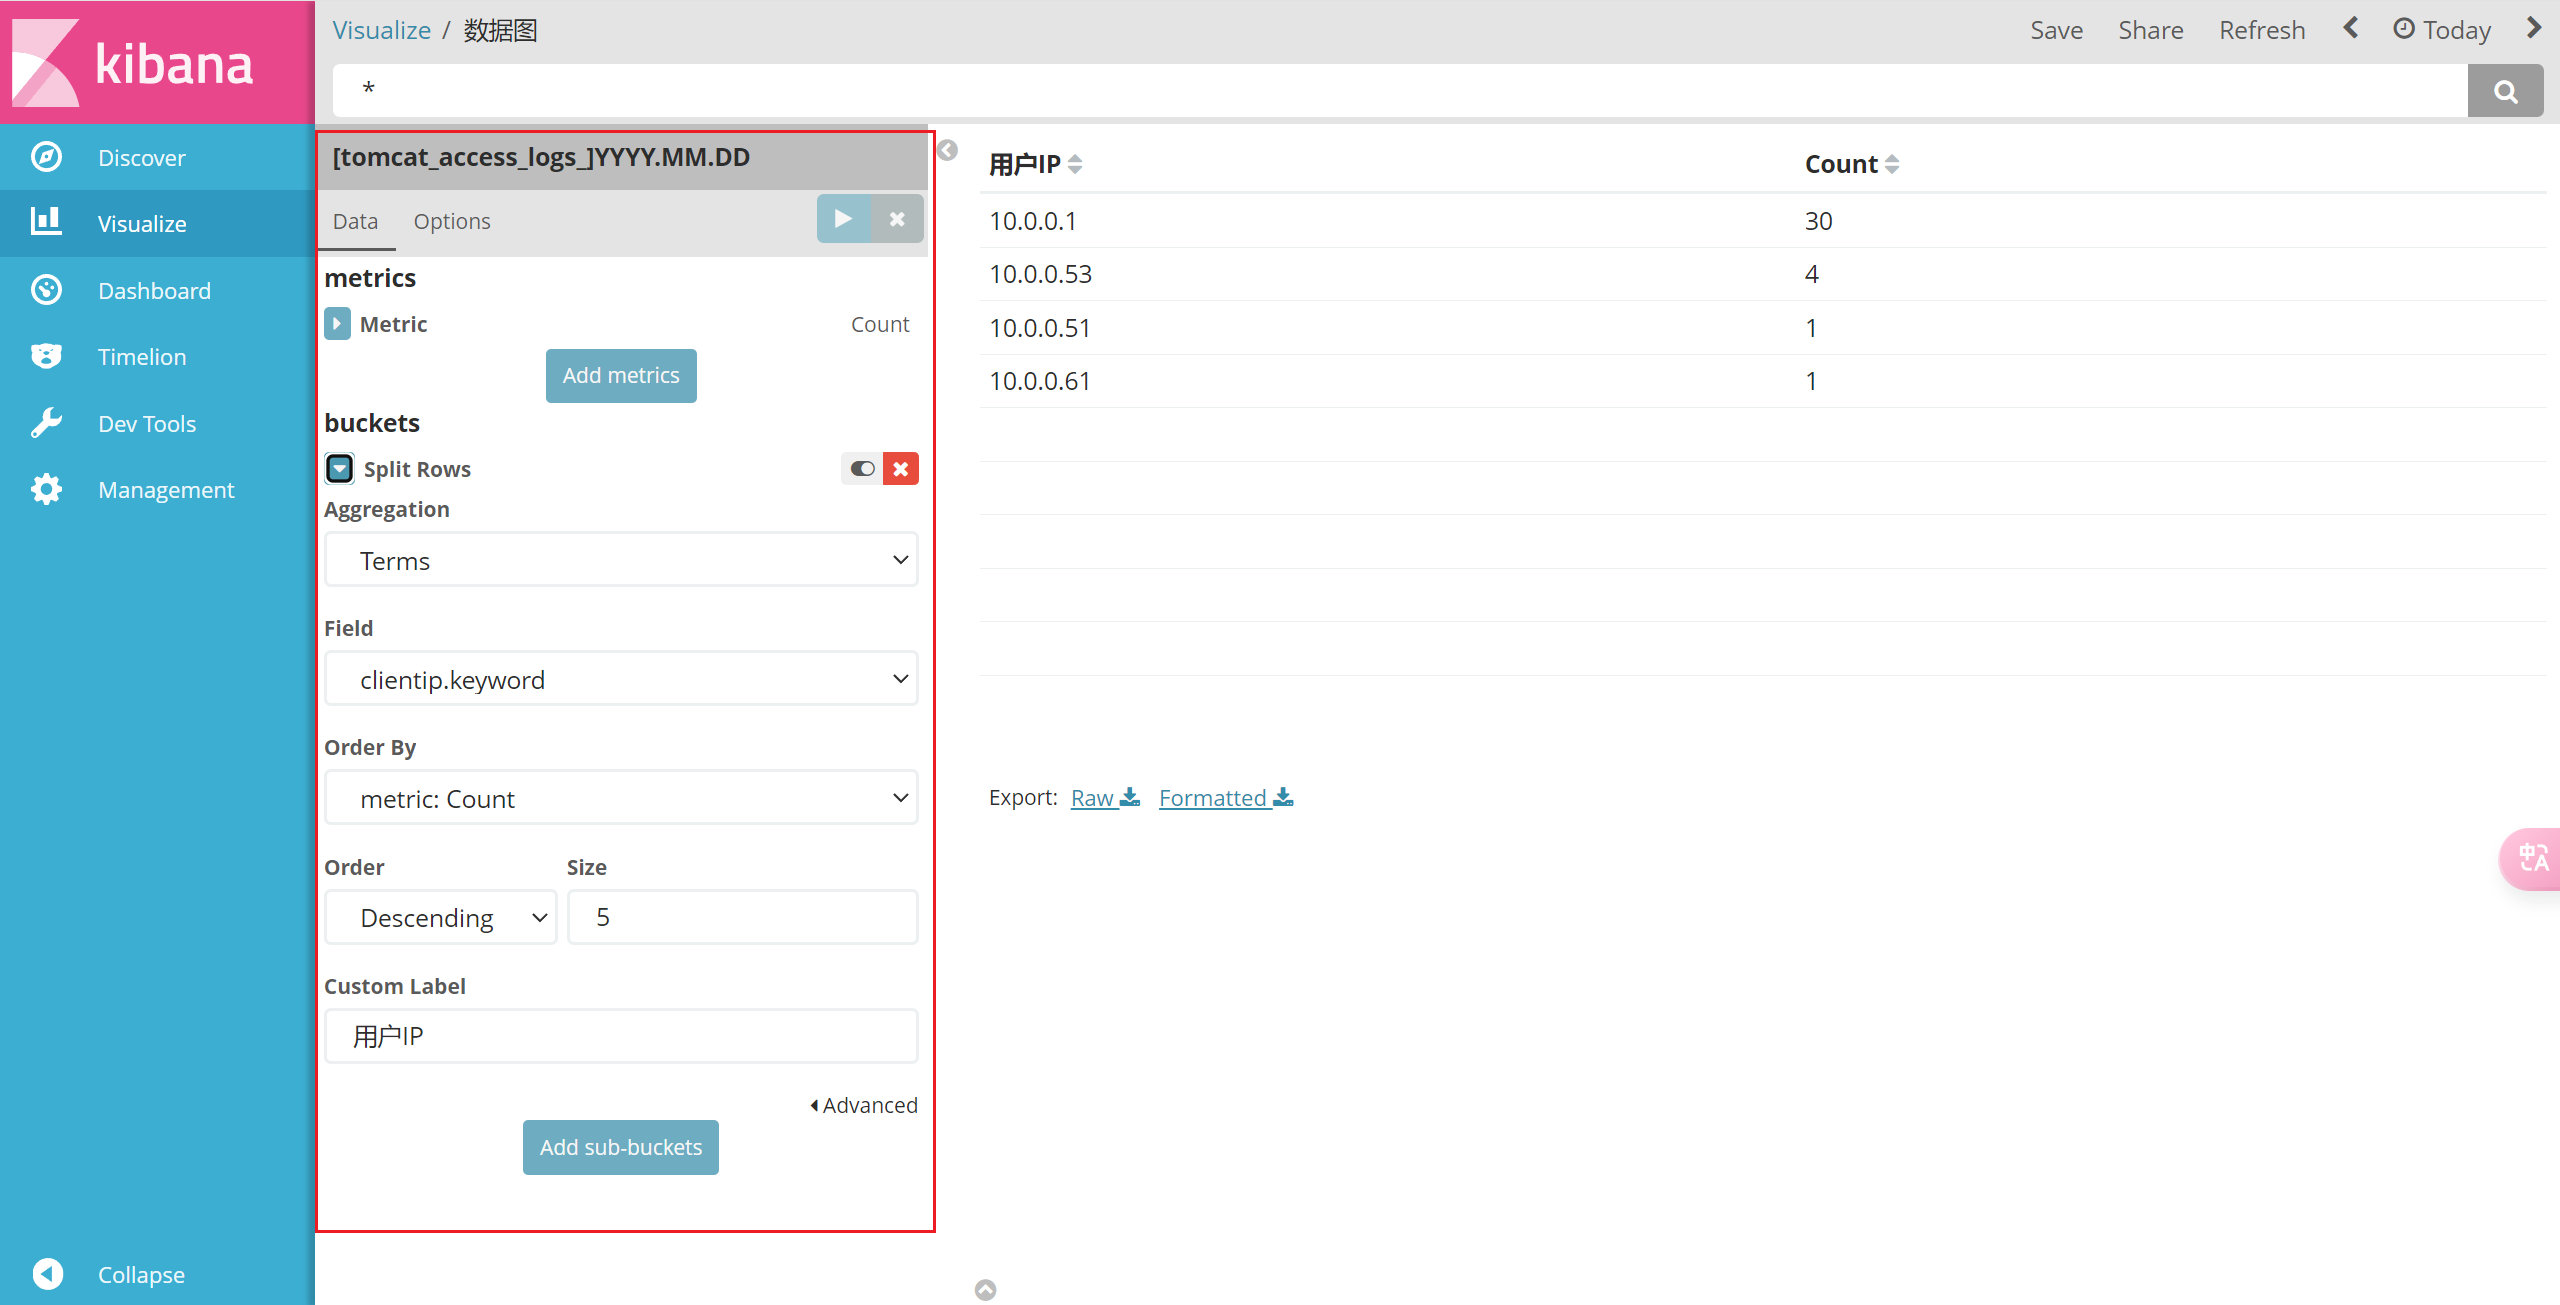 kibana
Discover
Visualize
Dashboard
Timelion
Dev Tools
Management
Collapse
Visualize / 数据图
Save Share Refresh Today
*
[tomcat_access_logs_]YYYY.MM.DD
Data Options
metrics
Metric Count
Add metrics
buckets
Split Rows
Aggregation
Terms
Field
clientip.keyword
Order By
metric: Count
Order Size
Descending 5
Custom Label
用户IP
Advanced
Add sub-buckets
用户IP Count
10.0.0.1 30
10.0.0.53 4
10.0.0.51 1
10.0.0.61 1
Export: Raw Formatted
中A